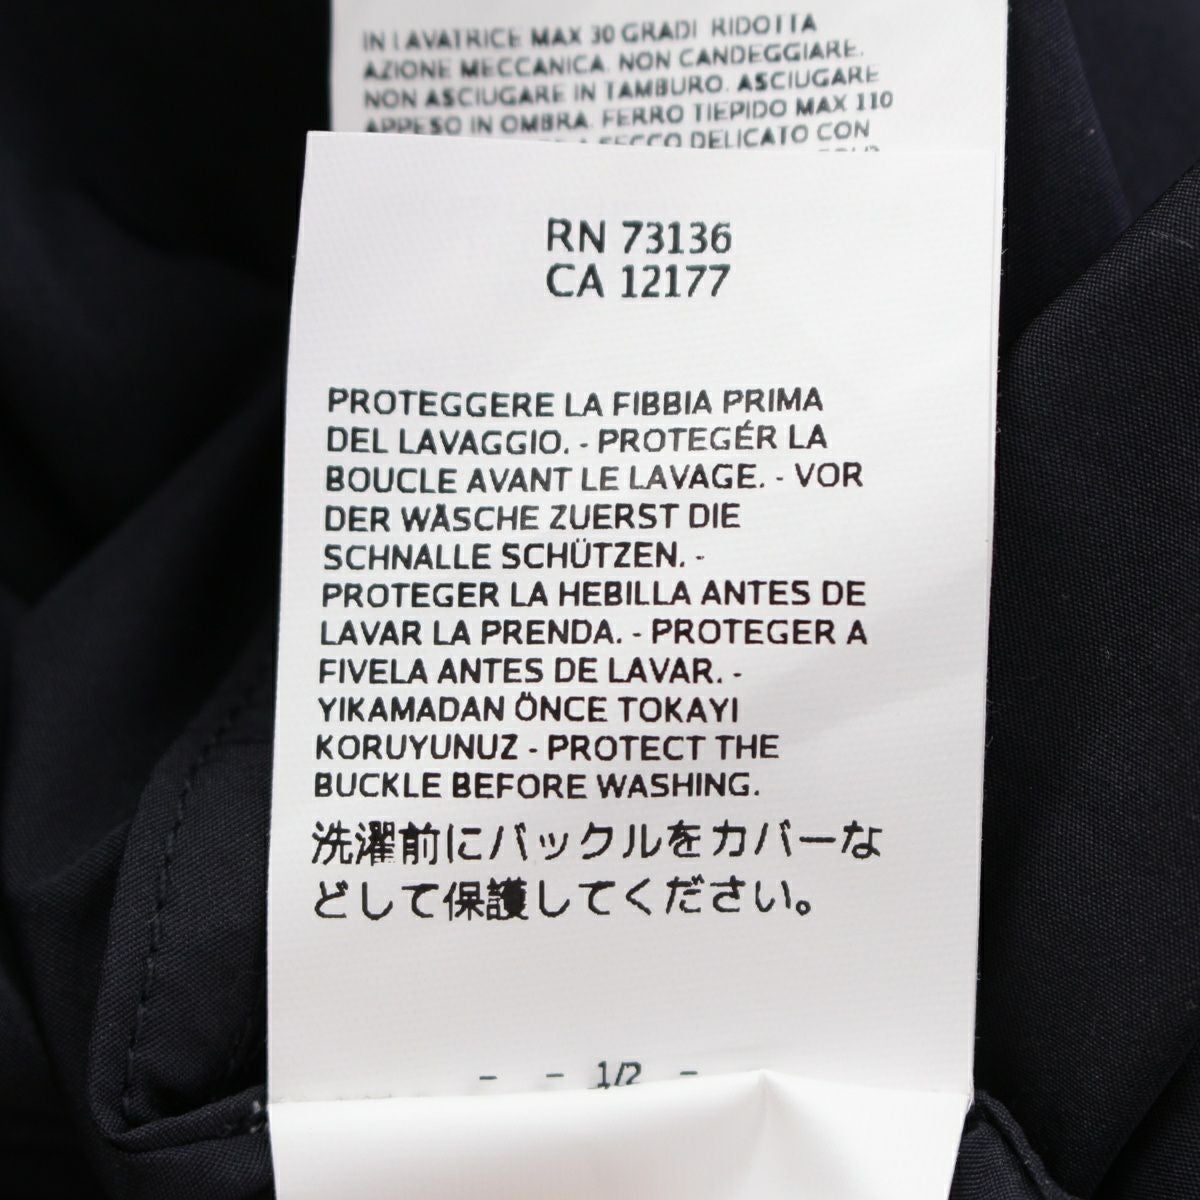 IN LAVATRICE MAX 30 GRADI RIDOTTA
AZIONE MECCANICA. NON CANDEGGIARE.
NON ASCIUGARE IN TAMBURO. ASCIUGARE
APPESO IN OMBRA. FERRO TIEPIDO MAX 110
A SECCO DELICATO CON
RN 73136
CA 12177
PROTEGGERE LA FIBBIA PRIMA
DEL LAVAGGIO. - PROTEGÉR LA
BOUCLE AVANT LE LAVAGE. - VOR
DER WÄSCHE ZUERST DIE
SCHNALLE SCHÜTZEN. -
PROTEGER LA HEBILLA ANTES DE
LAVAR LA PRENDA. - PROTEGER A
FIVELA ANTES DE LAVAR. -
YIKAMADAN ÖNCE TOKAYI
KORUYUNUZ - PROTECT THE
BUCKLE BEFORE WASHING.
洗濯前にバックルをカバーな
どして保護してください。
- - 1/2 -